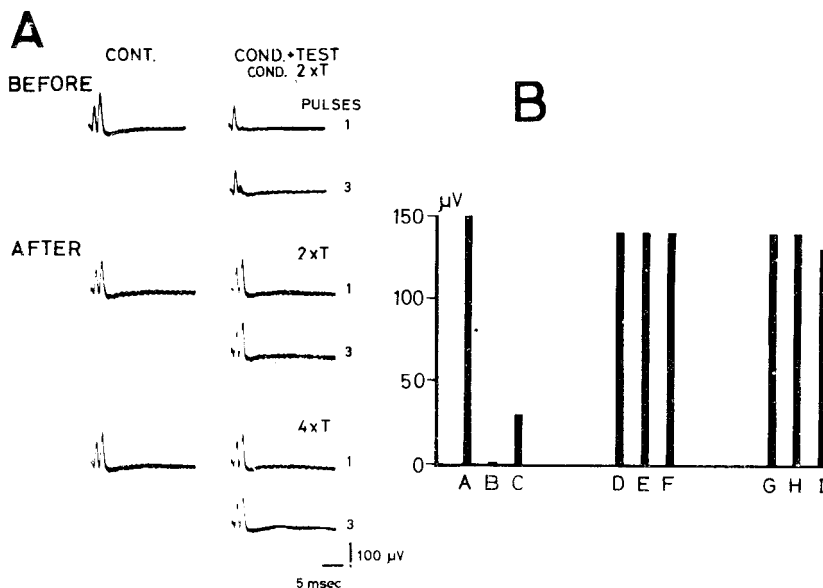 A
CONT.
COND.+TEST
COND. 2xT
BEFORE
PULSES
1
3
AFTER
2xT
1
3
4xT
1
3
100 µV
5 msec
B
µV
150
100
50
0
A B C D E F G H I